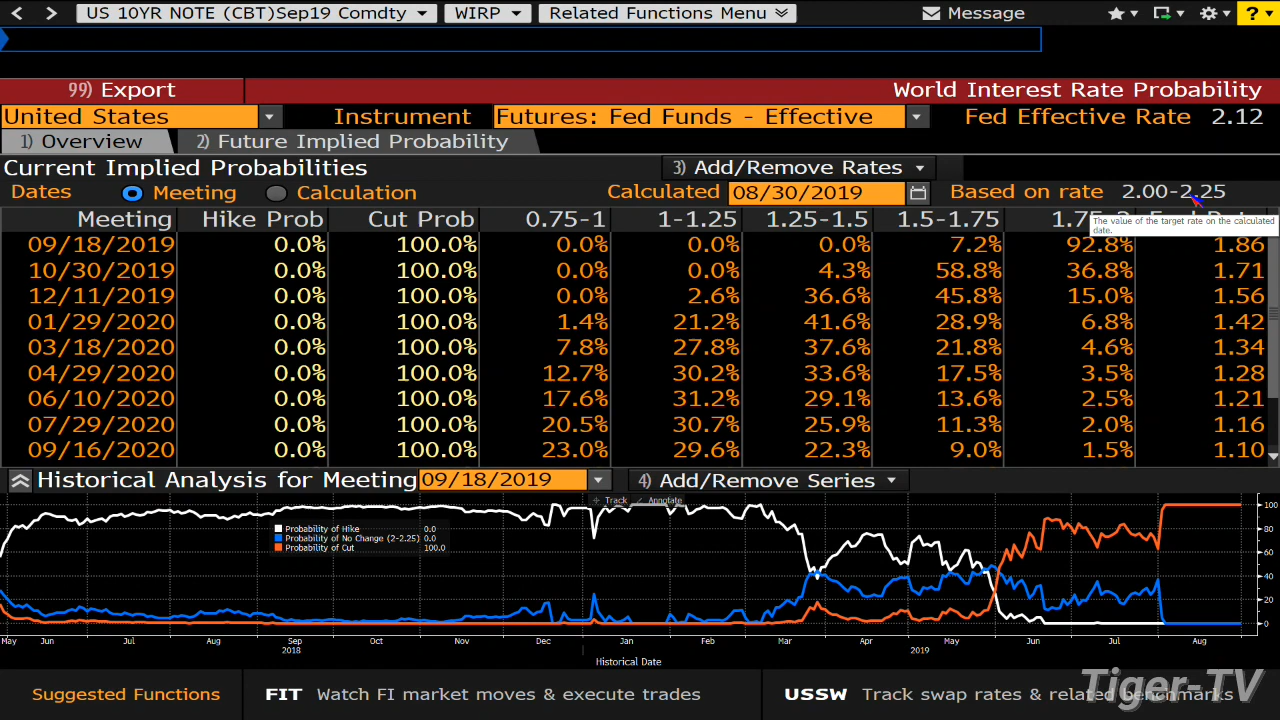 US 10YR NOTE (CBT)Sep19 Comdty WIRP Related Functions Menu Message ?
99) Export World Interest Rate Probability
United States Instrument Futures: Fed Funds - Effective Fed Effective Rate 2.12
1) Overview 2) Future Implied Probability
Current Implied Probabilities 3) Add/Remove Rates
Dates Meeting Calculation Calculated 08/30/2019 Based on rate 2.00-2.25
Meeting Hike Prob Cut Prob 0.75-1 1-1.25 1.25-1.5 1.5-1.75
The value of the target rate on the calculated
date.
09/18/2019 0.0% 100.0% 0.0% 0.0% 0.0% 7.2% 92.8% 1.86
10/30/2019 0.0% 100.0% 0.0% 0.0% 4.3% 58.8% 36.8% 1.71
12/11/2019 0.0% 100.0% 0.0% 2.6% 36.6% 45.8% 15.0% 1.56
01/29/2020 0.0% 100.0% 1.4% 21.2% 41.6% 28.9% 6.8% 1.42
03/18/2020 0.0% 100.0% 7.8% 27.8% 37.6% 21.8% 4.6% 1.34
04/29/2020 0.0% 100.0% 12.7% 30.2% 33.6% 17.5% 3.5% 1.28
06/10/2020 0.0% 100.0% 17.6% 31.2% 29.1% 13.6% 2.5% 1.21
07/29/2020 0.0% 100.0% 20.5% 30.7% 25.9% 11.3% 2.0% 1.16
09/16/2020 0.0% 100.0% 23.0% 29.6% 22.3% 9.0% 1.5% 1.10
Historical Analysis for Meeting 09/18/2019 4) Add/Remove Series
Track Annotate
100
80
60
40
20
0
Probability of Hike 0.0
Probability of No Change (2-2.25) 0.0
Probability of Cut 100.0
May Jun Jul Aug Sep Oct Nov Dec Jan Feb Mar Apr May Jun Jul Aug
2018 2019
Historical Date
Suggested Functions FIT Watch FI market moves & execute trades USSW Track swap rates & related benchmarks
Tiger-TV